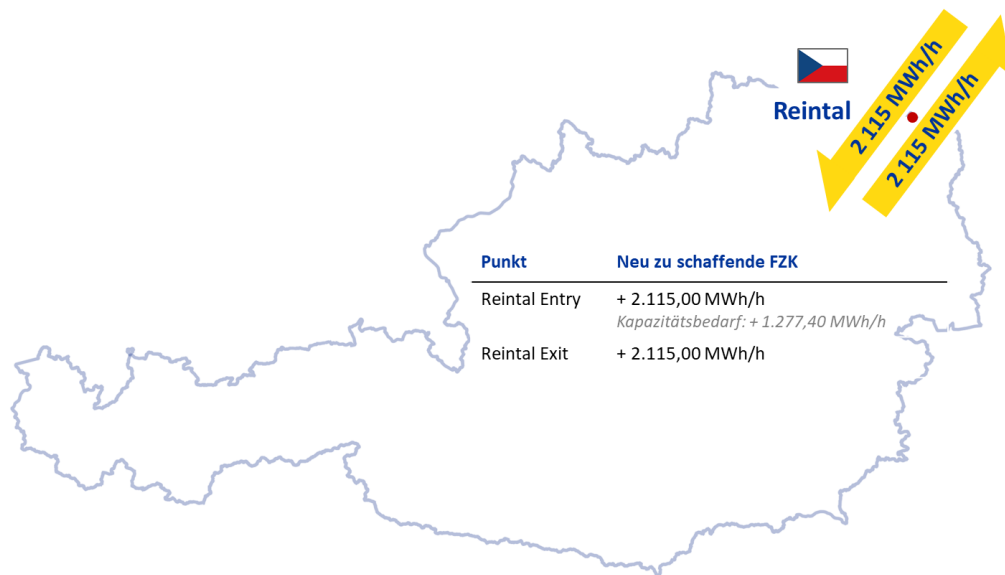 2 115 MWh/h
2 115 MWh/h
Reintal
Punkt Neu zu schaffende FZK
Reintal Entry + 2.115,00 MWh/h
Kapazitätsbedarf: + 1.277,40 MWh/h
Reintal Exit + 2.115,00 MWh/h